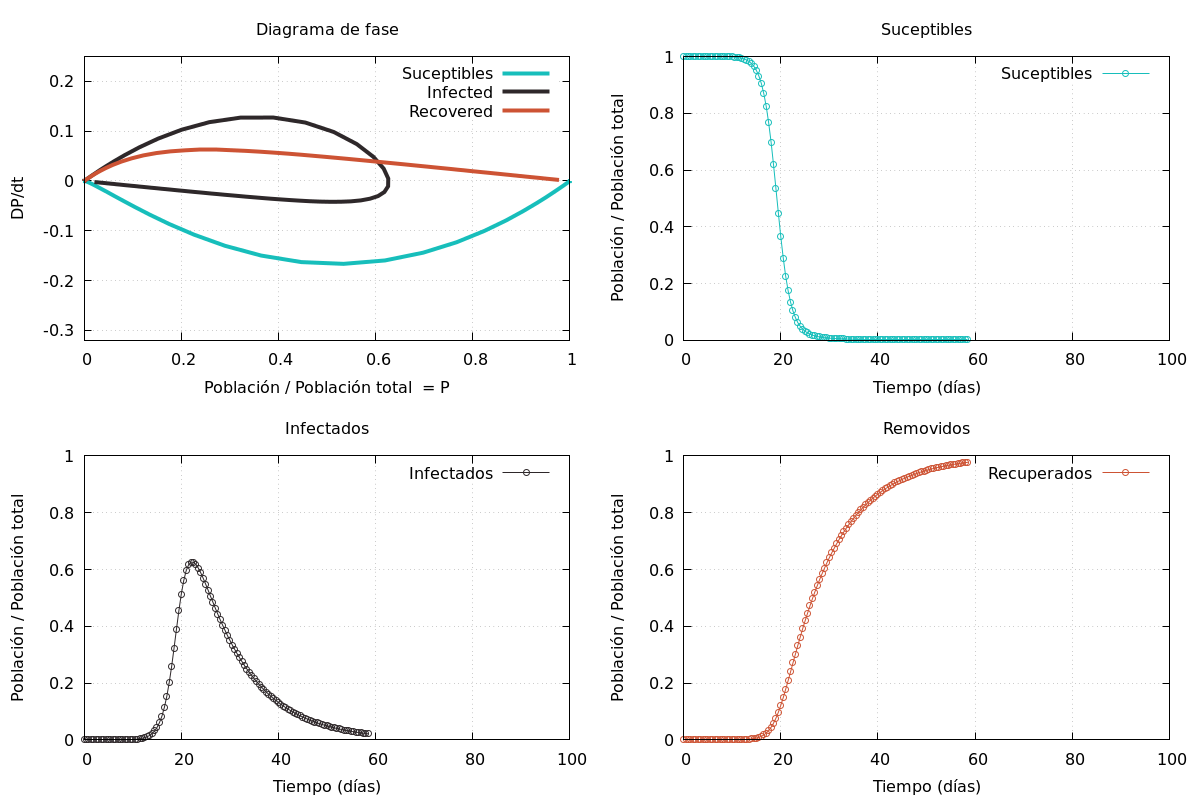 Diagrama de fase
Suceptibles
Infected
Recovered
0.2
0.1
0
-0.1
-0.2
-0.3
DP/dt
0 0.2 0.4 0.6 0.8 1
Población / Población total = P
Suceptibles
Suceptibles
1
0.8
0.6
0.4
0.2
0
Población / Población total
0 20 40 60 80 100
Tiempo (días)
Infectados
Infectados
1
0.8
0.6
0.4
0.2
0
Población / Población total
0 20 40 60 80 100
Tiempo (días)
Removidos
Recuperados
1
0.8
0.6
0.4
0.2
0
Población / Población total
0 20 40 60 80 100
Tiempo (días)